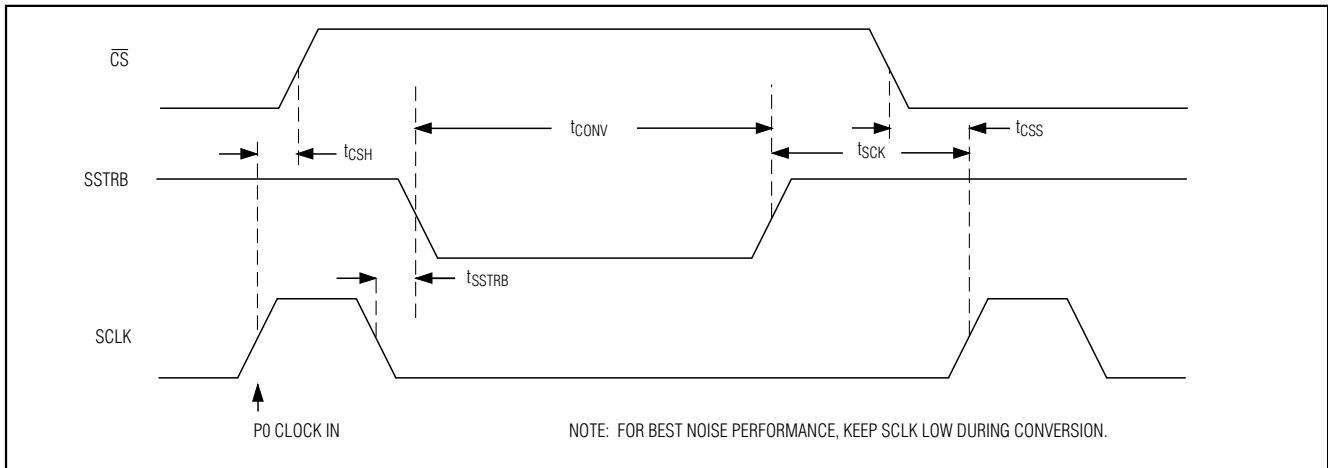 C̅S̅
tCONV
tCSS
tCSH
tSCK
SSTRB
tSSTRB
SCLK
P0 CLOCK IN
NOTE: FOR BEST NOISE PERFORMANCE, KEEP SCLK LOW DURING CONVERSION.